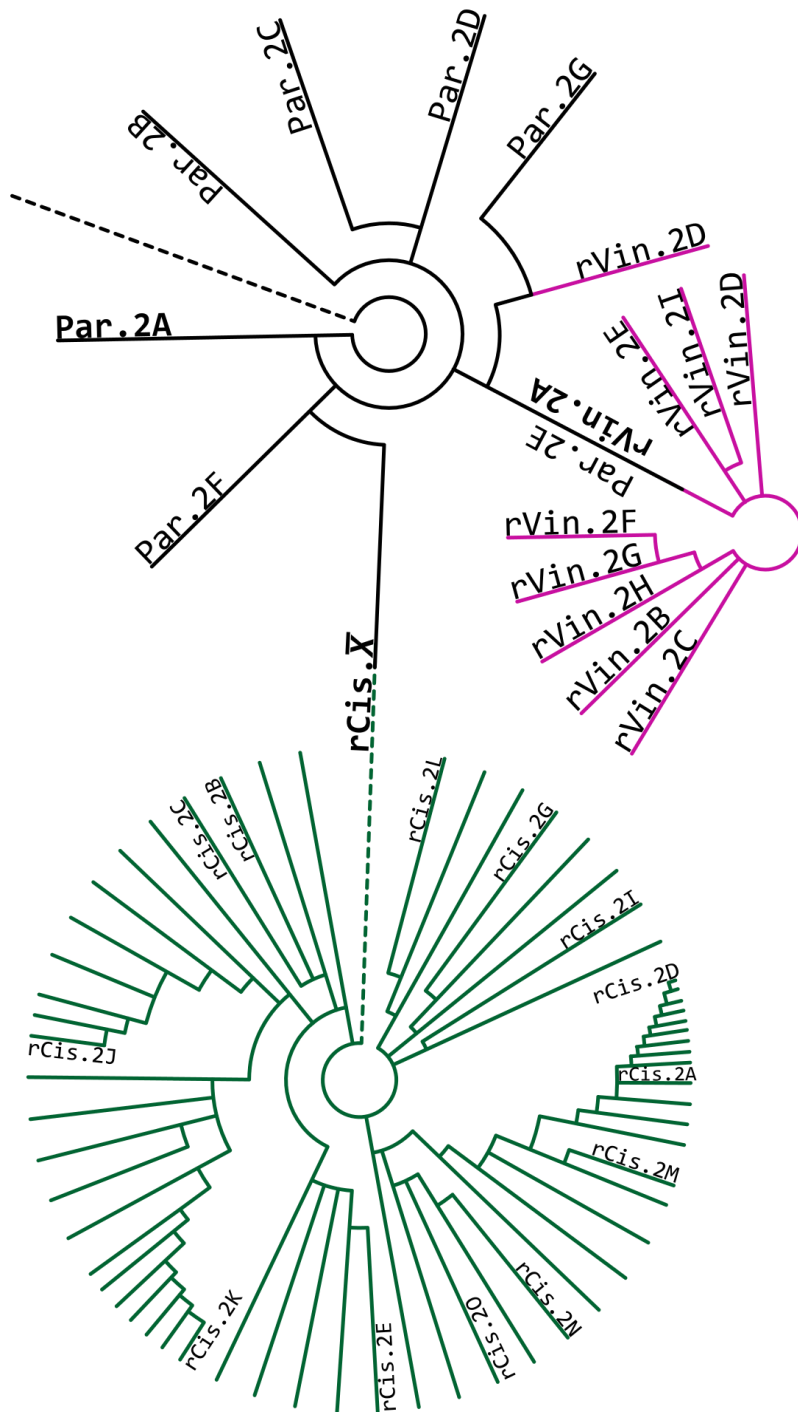 Par.2C
Par.2D
Par.2G
Par.2B
rVin.2D
rVin.2D
rVin.2I
rVin.2E
Par.2A
rVin.2A
Par.2E
Par.2F
rVin.2F
rVin.2G
rVin.2H
rVin.2B
rVin.2C
rCis.X̅
rCis.2L
rCis.2B
rCis.2C
rCis.2G
rCis.2I
rCis.2D
rCis.2J
rCis.2A
rCis.2M
rCis.2K
rCis.2N
rCis.2O
rCis.2E